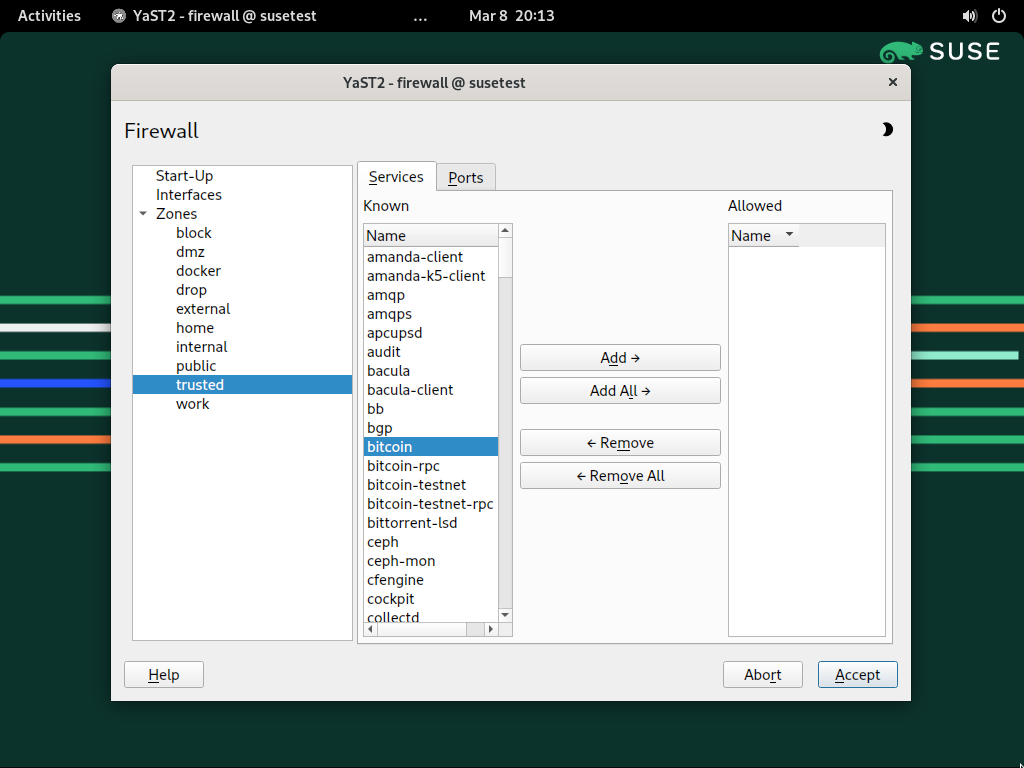 Activities
YaST2 - firewall @ susetest
...
Mar 8 20:13
SUSE
YaST2 - firewall @ susetest
Firewall
Start-Up
Interfaces
Zones
block
dmz
docker
drop
external
home
internal
public
trusted
work
Services
Ports
Known
Name
amanda-client
amanda-k5-client
amqp
amqps
apcupsd
audit
bacula
bacula-client
bb
bgp
bitcoin
bitcoin-rpc
bitcoin-testnet
bitcoin-testnet-rpc
bittorrent-lsd
ceph
ceph-mon
cfengine
cockpit
collectd
Add →
Add All →
← Remove
← Remove All
Allowed
Name
Help
Abort
Accept